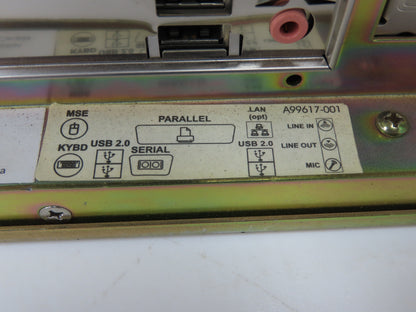 MSE
PARALLEL
.LAN
(opt)
A99617-001
LINE IN
KYBD
USB 2.0
SERIAL
USB 2.0
LINE OUT
MIC